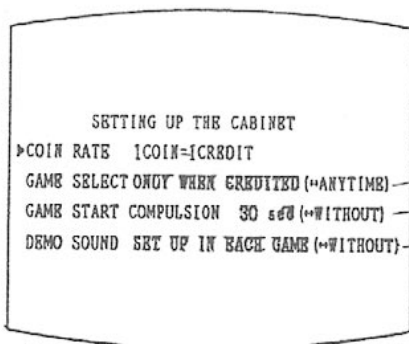 SETTING UP THE CABINET
▶COIN RATE 1COIN=1CREDIT
GAME SELECT ONLY WHEN CREDITED (↔ANYTIME)
GAME START COMPULSION 30 sec (↔WITHOUT)
DEMO SOUND SET UP IN EACH GAME (↔WITHOUT)